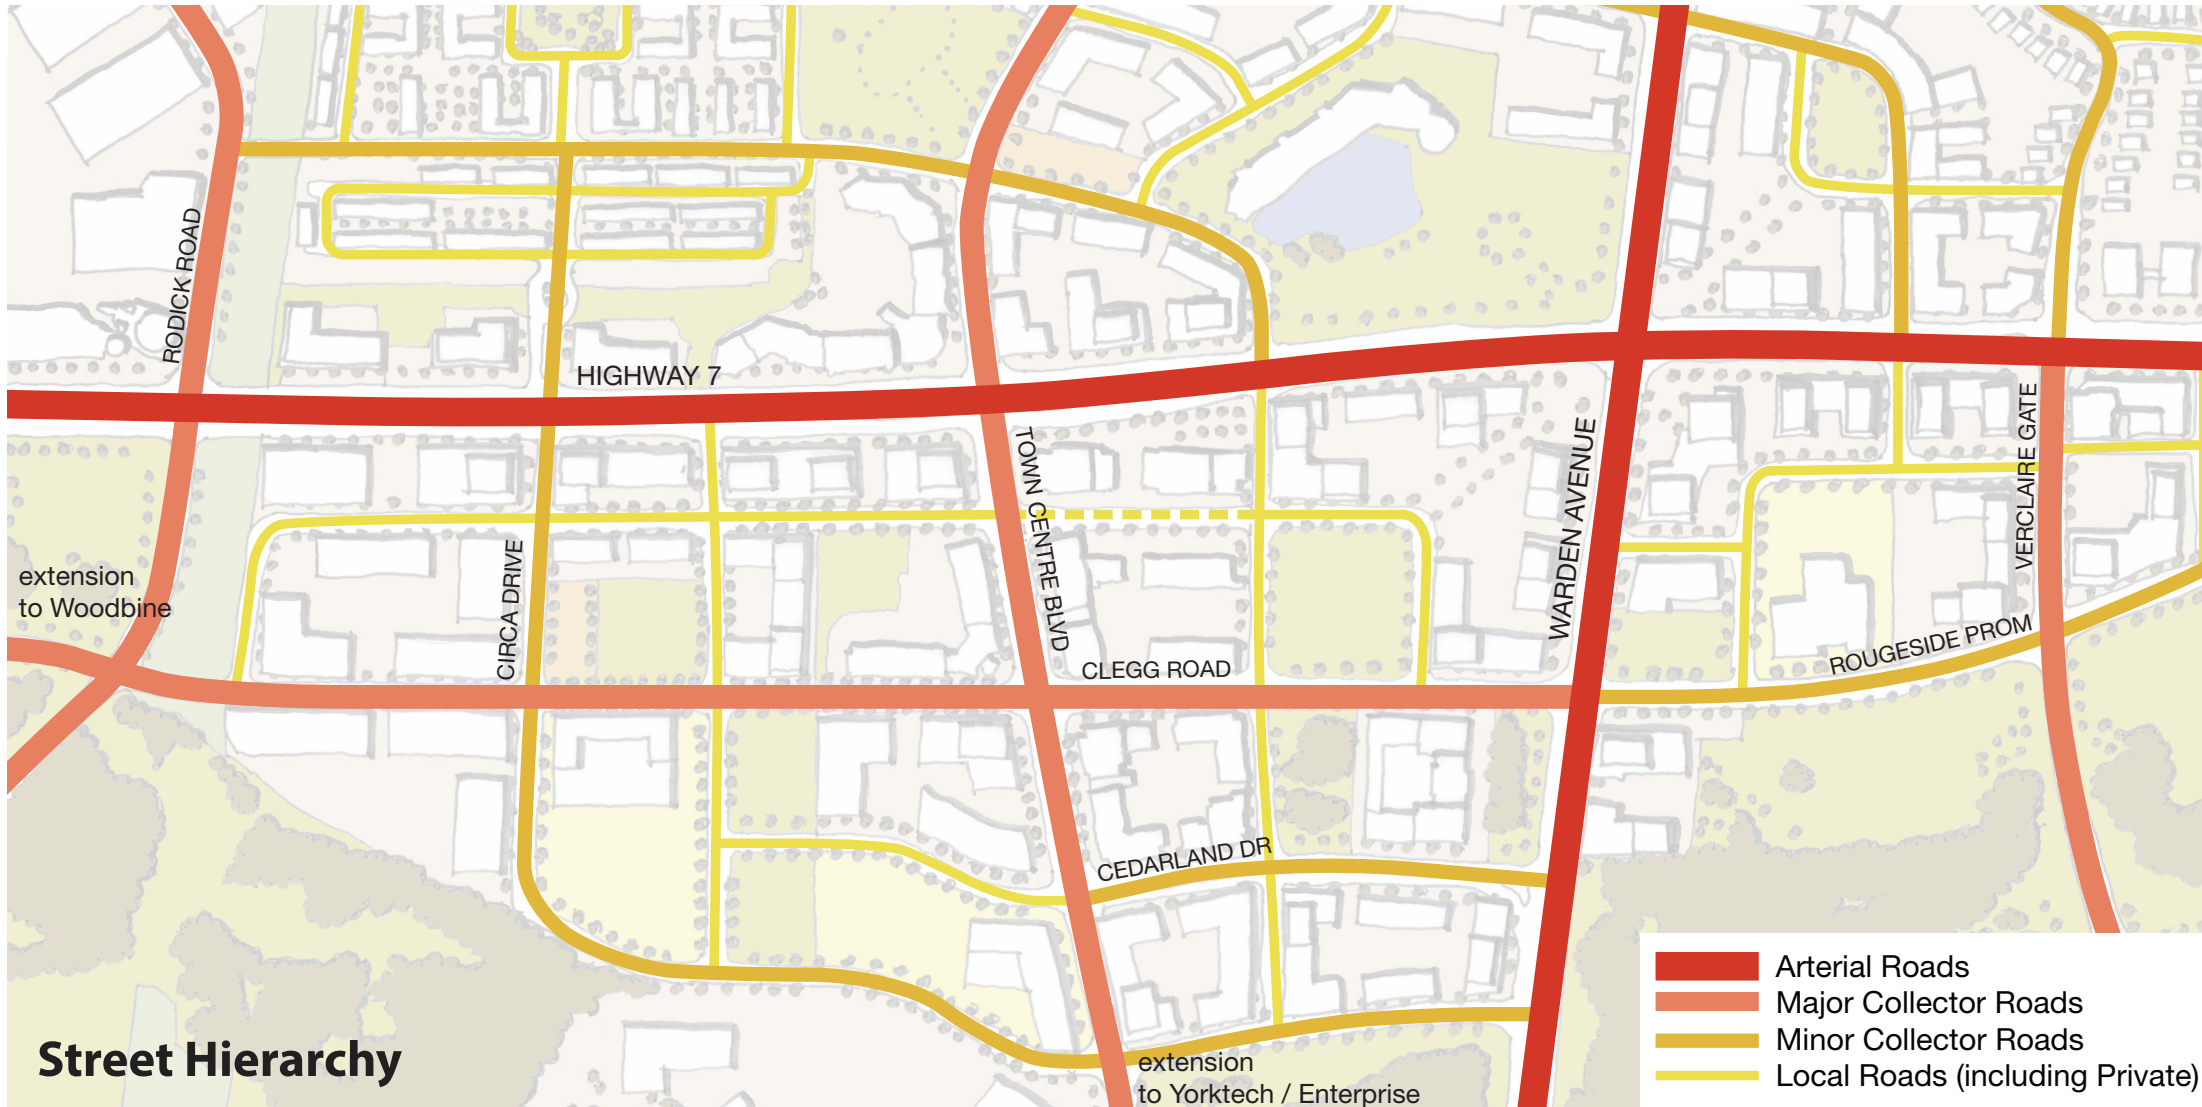 RODICK ROAD
HIGHWAY 7
TOWN CENTRE BLVD
WARDEN AVENUE
VERCLAIRE GATE
extension
to Woodbine
CIRCA DRIVE
CLEGG ROAD
ROUGESIDE PROM
CEDARLAND DR
extension
to Yorktech / Enterprise
Street Hierarchy
Arterial Roads
Major Collector Roads
Minor Collector Roads
Local Roads (including Private)